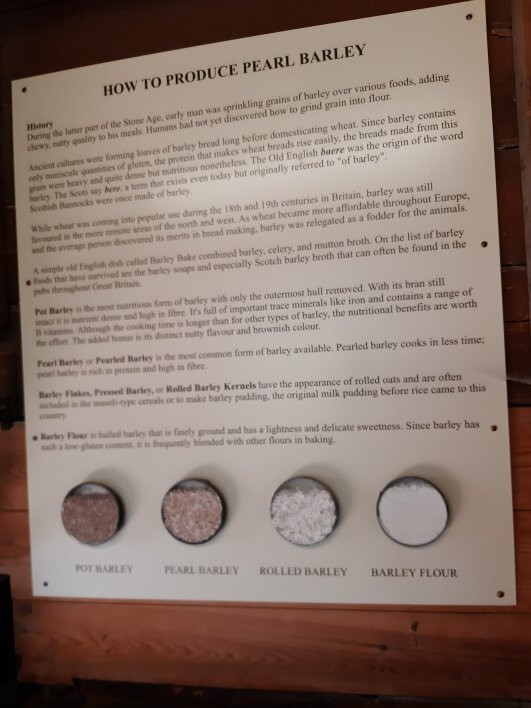 HOW TO PRODUCE PEARL BARLEY
History
During the latter part of the Stone Age, early man was sprinkling grains of barley over various foods, adding
chewy, nutty quality to his meals. Humans had not yet discovered how to grind grain into flour.
Ancient cultures were forming loaves of barley bread long before domesticating wheat. Since barley contains
only minuscule quantities of gluten, the protein that makes wheat breads rise easily, the breads made from this
grain were heavy and quite dense but nutritious nonetheless. The Old English baere was the origin of the word
barley. The Scots say bere, a term that exists even today but originally referred to "of barley".
Scottish Bannocks were once made of barley.
While wheat was coming into popular use during the 18th and 19th centuries in Britain, barley was still
favoured in the more remote areas of the north and west. As wheat became more affordable throughout Europe,
and the average person discovered its merits in bread making, barley was relegated as a fodder for the animals.
A simple old English dish called Barley Bake combined barley, celery, and mutton broth. On the list of barley
foods that have survived are the barley soups and especially Scotch barley broth that can often be found in the
pubs throughout Great Britain.
Pot Barley is the most nutritious form of barley with only the outermost hull removed. With its bran still
intact it is nutrient dense and high in fibre. It's full of important trace minerals like iron and contains a range of
B vitamins. Although the cooking time is longer than for other types of barley, the nutritional benefits are worth
the effort. The added bonus is its distinct nutty flavour and brownish colour.
Pearl Barley or Pearled Barley is the most common form of barley available. Pearled barley cooks in less time;
pearl barley is rich in protein and high in fibre.
Barley Flakes, Pressed Barley, or Rolled Barley Kernels have the appearance of rolled oats and are often
included in the muesli-type cereals or to make barley pudding, the original milk pudding before rice came to this
country.
Barley Flour is hulled barley that is finely ground and has a lightness and delicate sweetness. Since barley has
such a low-gluten content, it is frequently blended with other flours in baking.
POT BARLEY PEARL BARLEY ROLLED BARLEY BARLEY FLOUR